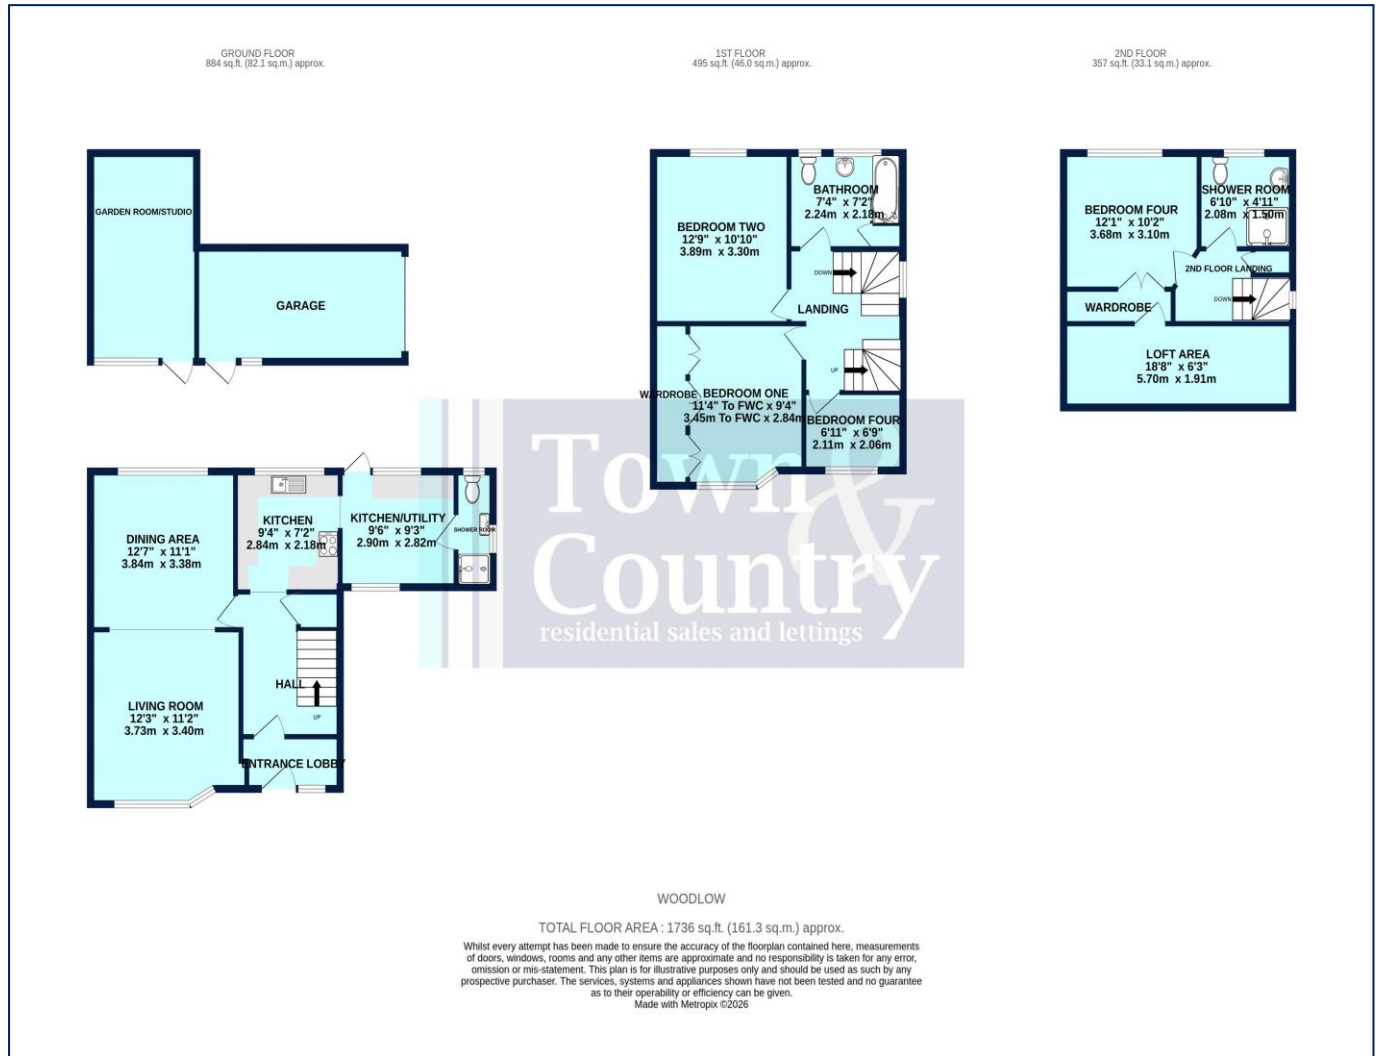 GROUND FLOOR
884 sq.ft. (82.1 sq.m.) approx.
1ST FLOOR
495 sq.ft. (46.0 sq.m.) approx.
2ND FLOOR
357 sq.ft. (33.1 sq.m.) approx.
GARDEN ROOM/STUDIO
GARAGE
DINING AREA
12'7" x 11'1"
3.84m x 3.38m
KITCHEN
9'4" x 7'2"
2.84m x 2.18m
KITCHEN/UTILITY
9'6" x 9'3"
2.90m x 2.82m
SHOWER ROOM
LIVING ROOM
12'3" x 11'2"
3.73m x 3.40m
HALL
UP
ENTRANCE LOBBY
BEDROOM TWO
12'9" x 10'10"
3.89m x 3.30m
BATHROOM
7'4" x 7'2"
2.24m x 2.18m
DOWN
LANDING
UP
WARDROBE
BEDROOM ONE
11'4" To FWC x 9'4"
3.45m To FWC x 2.84m
BEDROOM FOUR
6'11" x 6'9"
2.11m x 2.06m
BEDROOM FOUR
12'1" x 10'2"
3.68m x 3.10m
SHOWER ROOM
6'10" x 4'11"
2.08m x 1.50m
2ND FLOOR LANDING
DOWN
WARDROBE
LOFT AREA
18'8" x 6'3"
5.70m x 1.91m
Town &
Country
residential sales and lettings
WOODLOW
TOTAL FLOOR AREA : 1736 sq.ft. (161.3 sq.m.) approx.
Whilst every attempt has been made to ensure the accuracy of the floorplan contained here, measurements
of doors, windows, rooms and any other items are approximate and no responsibility is taken for any error,
omission or mis-statement. This plan is for illustrative purposes only and should be used as such by any
prospective purchaser. The services, systems and appliances shown have not been tested and no guarantee
as to their operability or efficiency can be given.
Made with Metropix ©2026